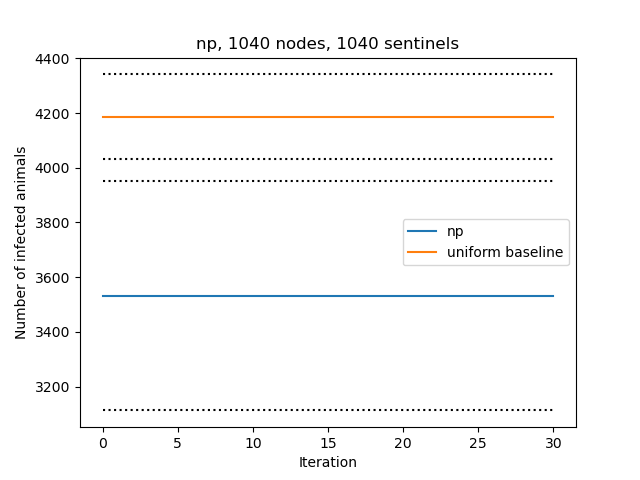 np, 1040 nodes, 1040 sentinels
4400
4200
4000
3800
3600
3400
3200
Number of infected animals
np
uniform baseline
0 5 10 15 20 25 30
Iteration